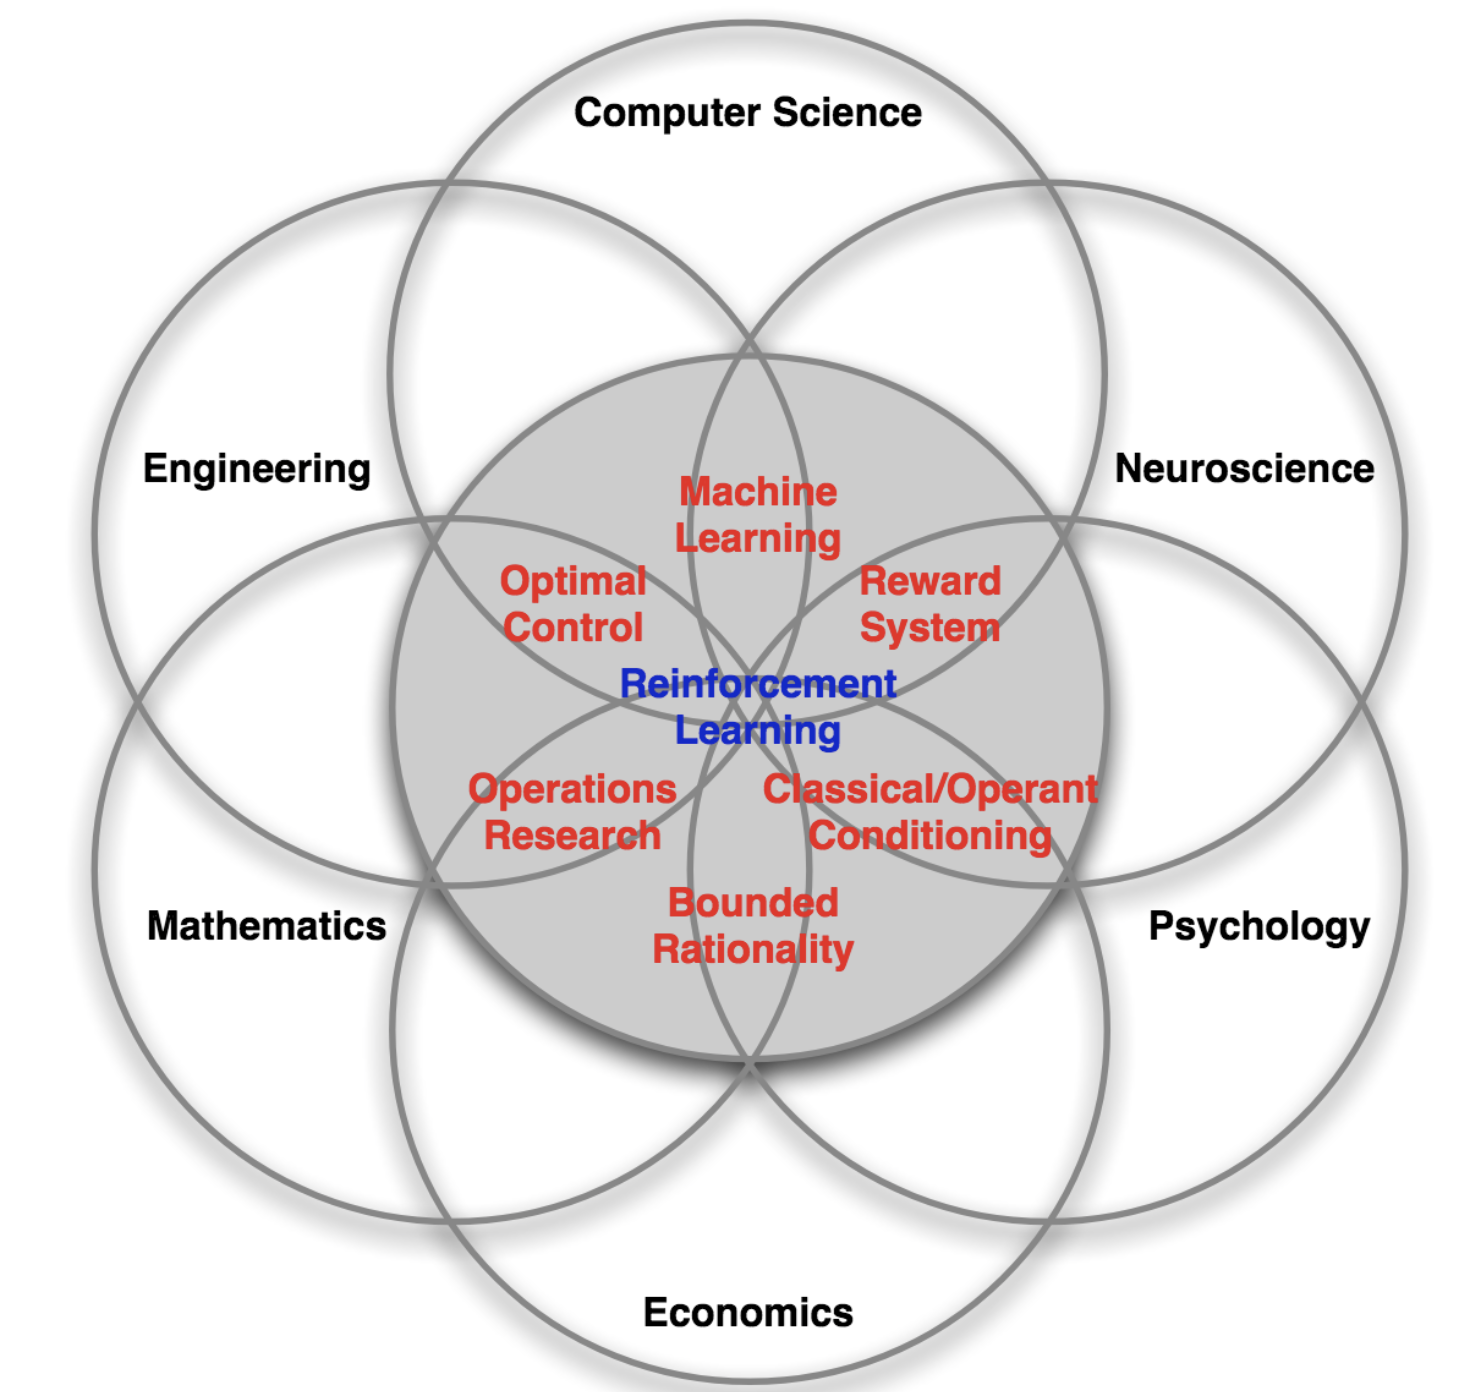 Computer Science
Engineering
Neuroscience
Machine
Learning
Optimal
Control
Reward
System
Reinforcement
Learning
Operations
Research
Classical/Operant
Conditioning
Bounded
Rationality
Mathematics
Psychology
Economics